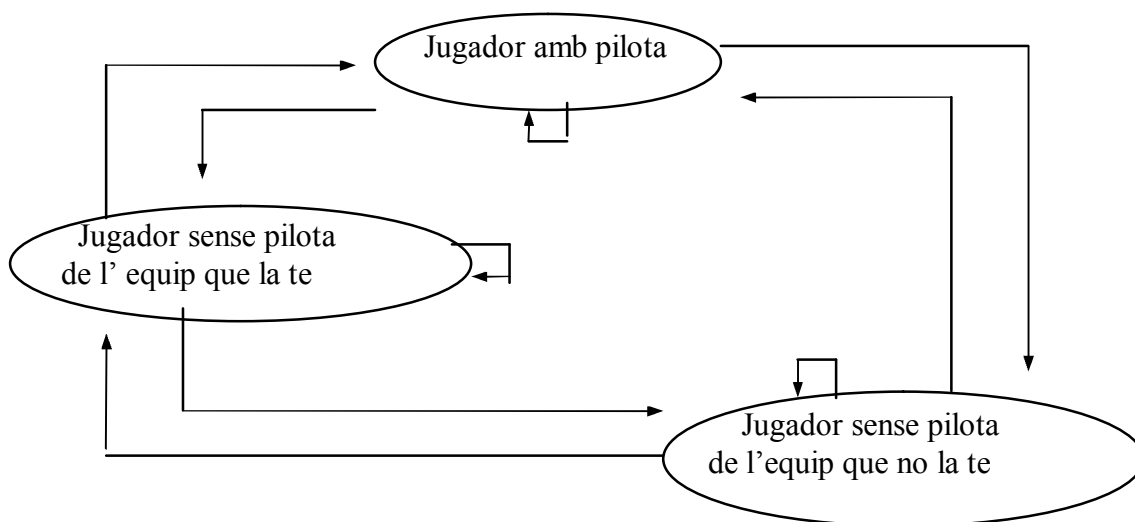 Jugador amb pilota
Jugador sense pilota
de l’ equip que la te
Jugador sense pilota
de l’equip que no la te